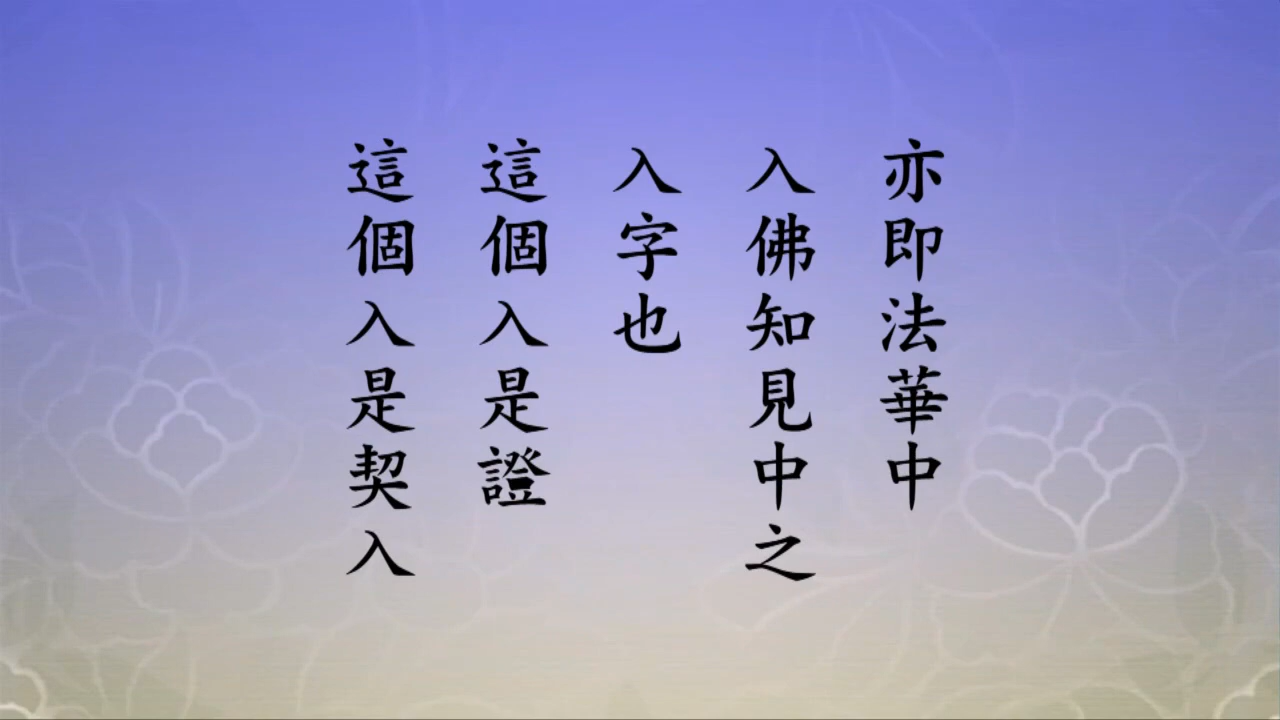 亦即法華中
入佛知見中之
入字也
這個入是證
這個入是契入